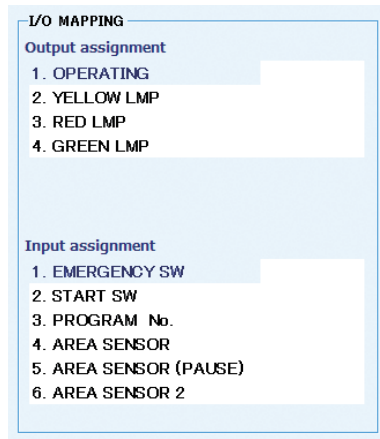 I/O MAPPING
Output assignment
1. OPERATING
2. YELLOW LMP
3. RED LMP
4. GREEN LMP
Input assignment
1. EMERGENCY SW
2. START SW
3. PROGRAM No.
4. AREA SENSOR
5. AREA SENSOR (PAUSE)
6. AREA SENSOR 2